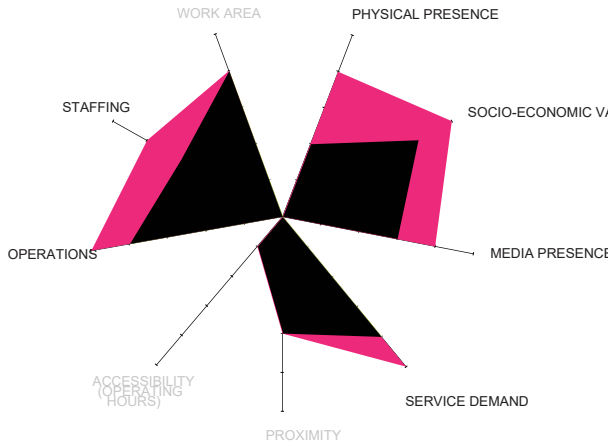 WORK AREA
PHYSICAL PRESENCE
STAFFING
SOCIO-ECONOMIC VA
OPERATIONS
MEDIA PRESENCE
ACCESSIBILITY
(OPERATING
HOURS)
SERVICE DEMAND
PROXIMITY